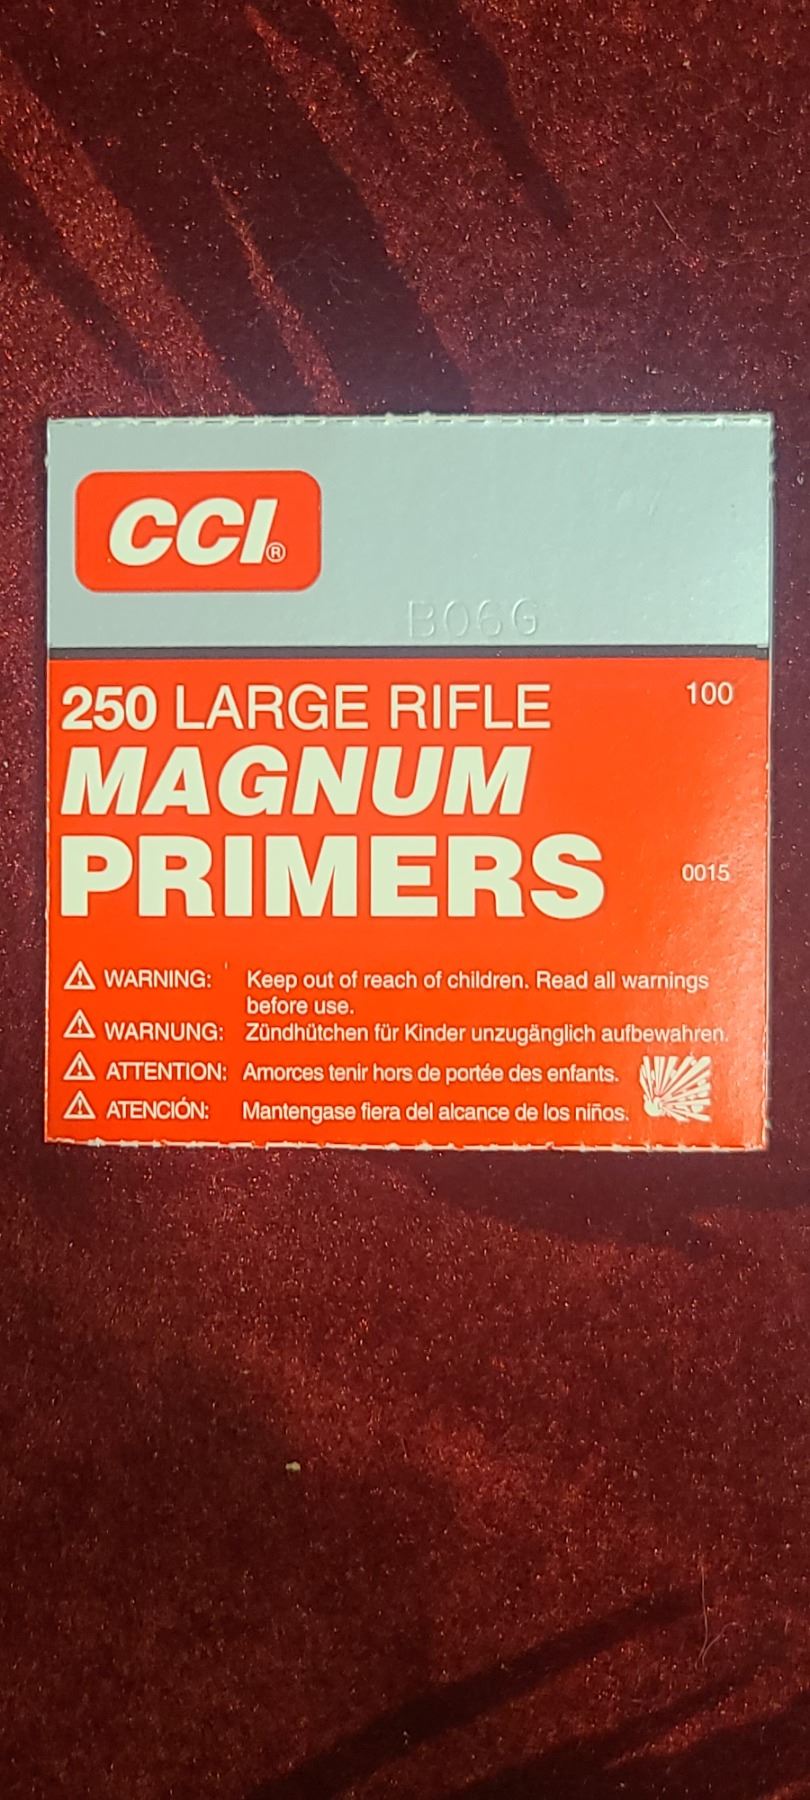 CCI®
B06G
250 LARGE RIFLE 100
MAGNUM
PRIMERS 0015
WARNING: Keep out of reach of children. Read all warnings
before use.
WARNUNG: Zündhütchen für Kinder unzugänglich aufbewahren.
ATTENTION: Amorces tenir hors de portée des enfants.
ATENCIÓN: Mantengase fiera del alcance de los niños.